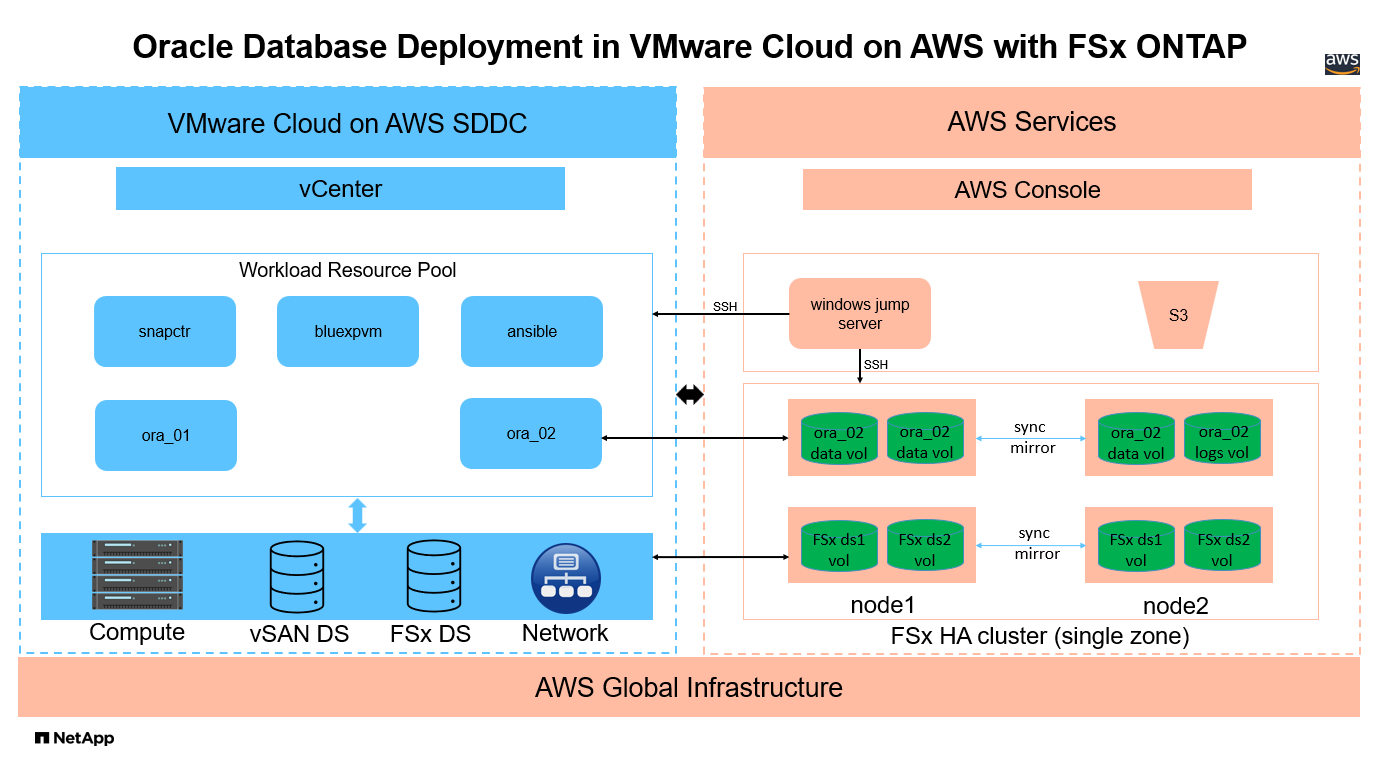 Oracle Database Deployment in VMware Cloud on AWS with FSx ONTAP
aws
VMware Cloud on AWS SDDC
vCenter
Workload Resource Pool
snapctr
bluexpvm
ansible
ora_01
ora_02
Compute
vSAN DS
FSx DS
Network
AWS Services
AWS Console
SSH
windows jump
server
S3
SSH
ora_02
data vol
ora_02
data vol
sync
mirror
ora_02
data vol
ora_02
logs vol
FSx ds1
vol
FSx ds2
vol
sync
mirror
FSx ds1
vol
FSx ds2
vol
node1
node2
FSx HA cluster (single zone)
AWS Global Infrastructure
NetApp